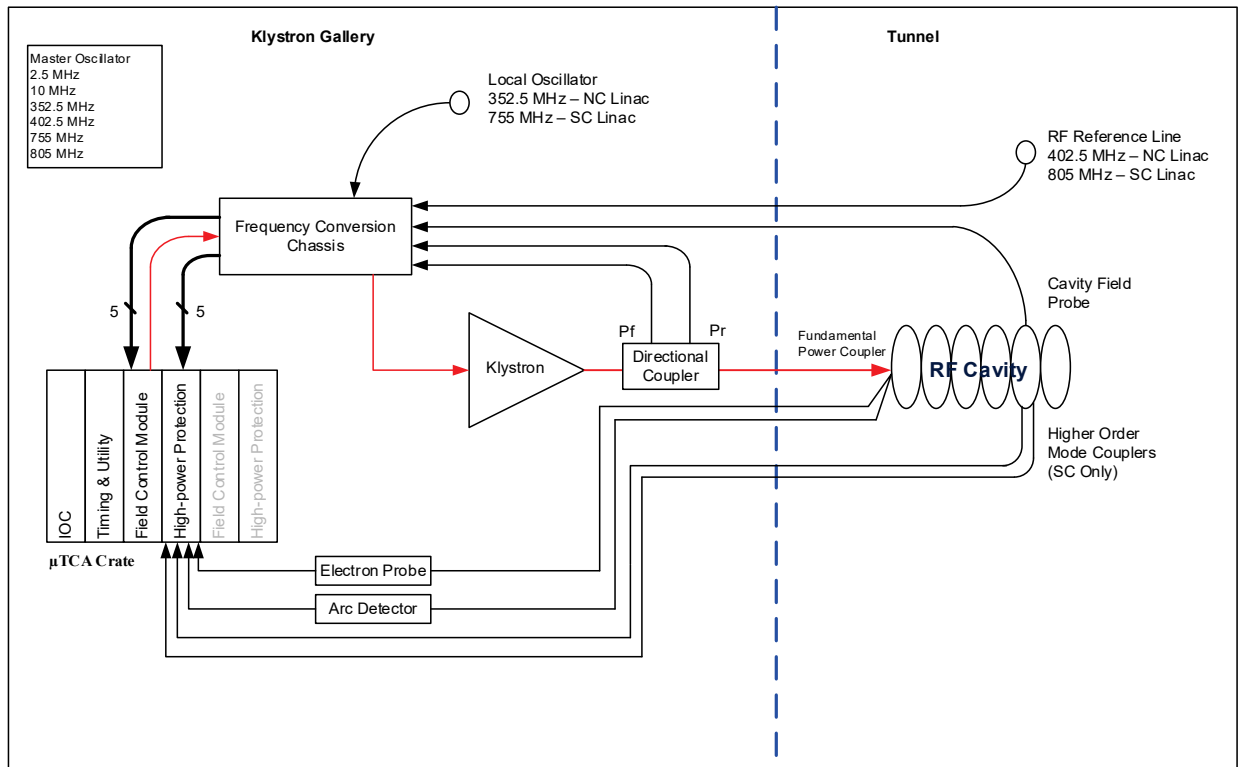 Klystron Gallery
Tunnel
Master Oscillator
2.5 MHz
10 MHz
352.5 MHz
402.5 MHz
755 MHz
805 MHz
Local Oscillator
352.5 MHz – NC Linac
755 MHz – SC Linac
RF Reference Line
402.5 MHz – NC Linac
805 MHz – SC Linac
Frequency Conversion
Chassis
Cavity Field
Probe
5
5
Pf
Pr
Klystron
Directional
Coupler
Fundamental
Power Coupler
RF Cavity
IOC
Timing & Utility
Field Control Module
High-power Protection
Field Control Module
High-power Protection
Higher Order
Mode Couplers
(SC Only)
µTCA Crate
Electron Probe
Arc Detector